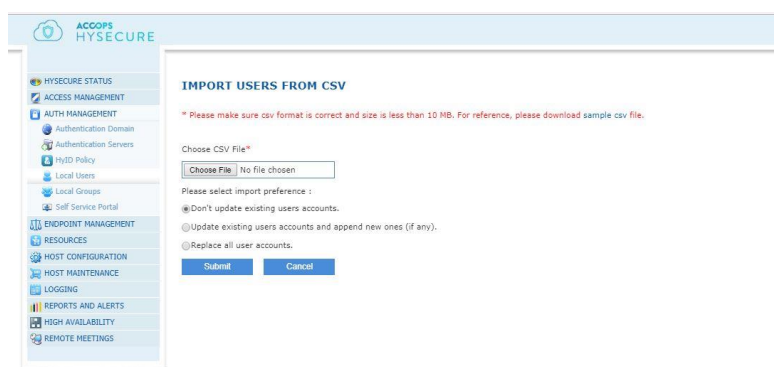 ACCOPS
HYSECURE
HYSECURE STATUS
ACCESS MANAGEMENT
AUTH MANAGEMENT
Authentication Domain
Authentication Servers
HyID Policy
Local Users
Local Groups
Self Service Portal
ENDPOINT MANAGEMENT
RESOURCES
HOST CONFIGURATION
HOST MAINTENANCE
LOGGING
REPORTS AND ALERTS
HIGH AVAILABILITY
REMOTE MEETINGS
IMPORT USERS FROM CSV
* Please make sure csv format is correct and size is less than 10 MB. For reference, please download sample csv file.
Choose CSV File*
Choose File No file chosen
Please select import preference :
Don't update existing users accounts.
Update existing users accounts and append new ones (if any).
Replace all user accounts.
Submit Cancel